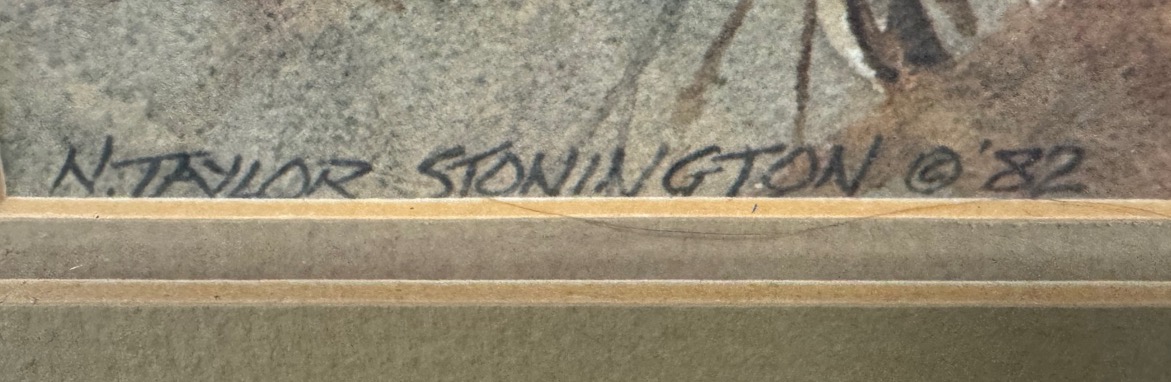 N. TAYLOR STONINGTON © '82